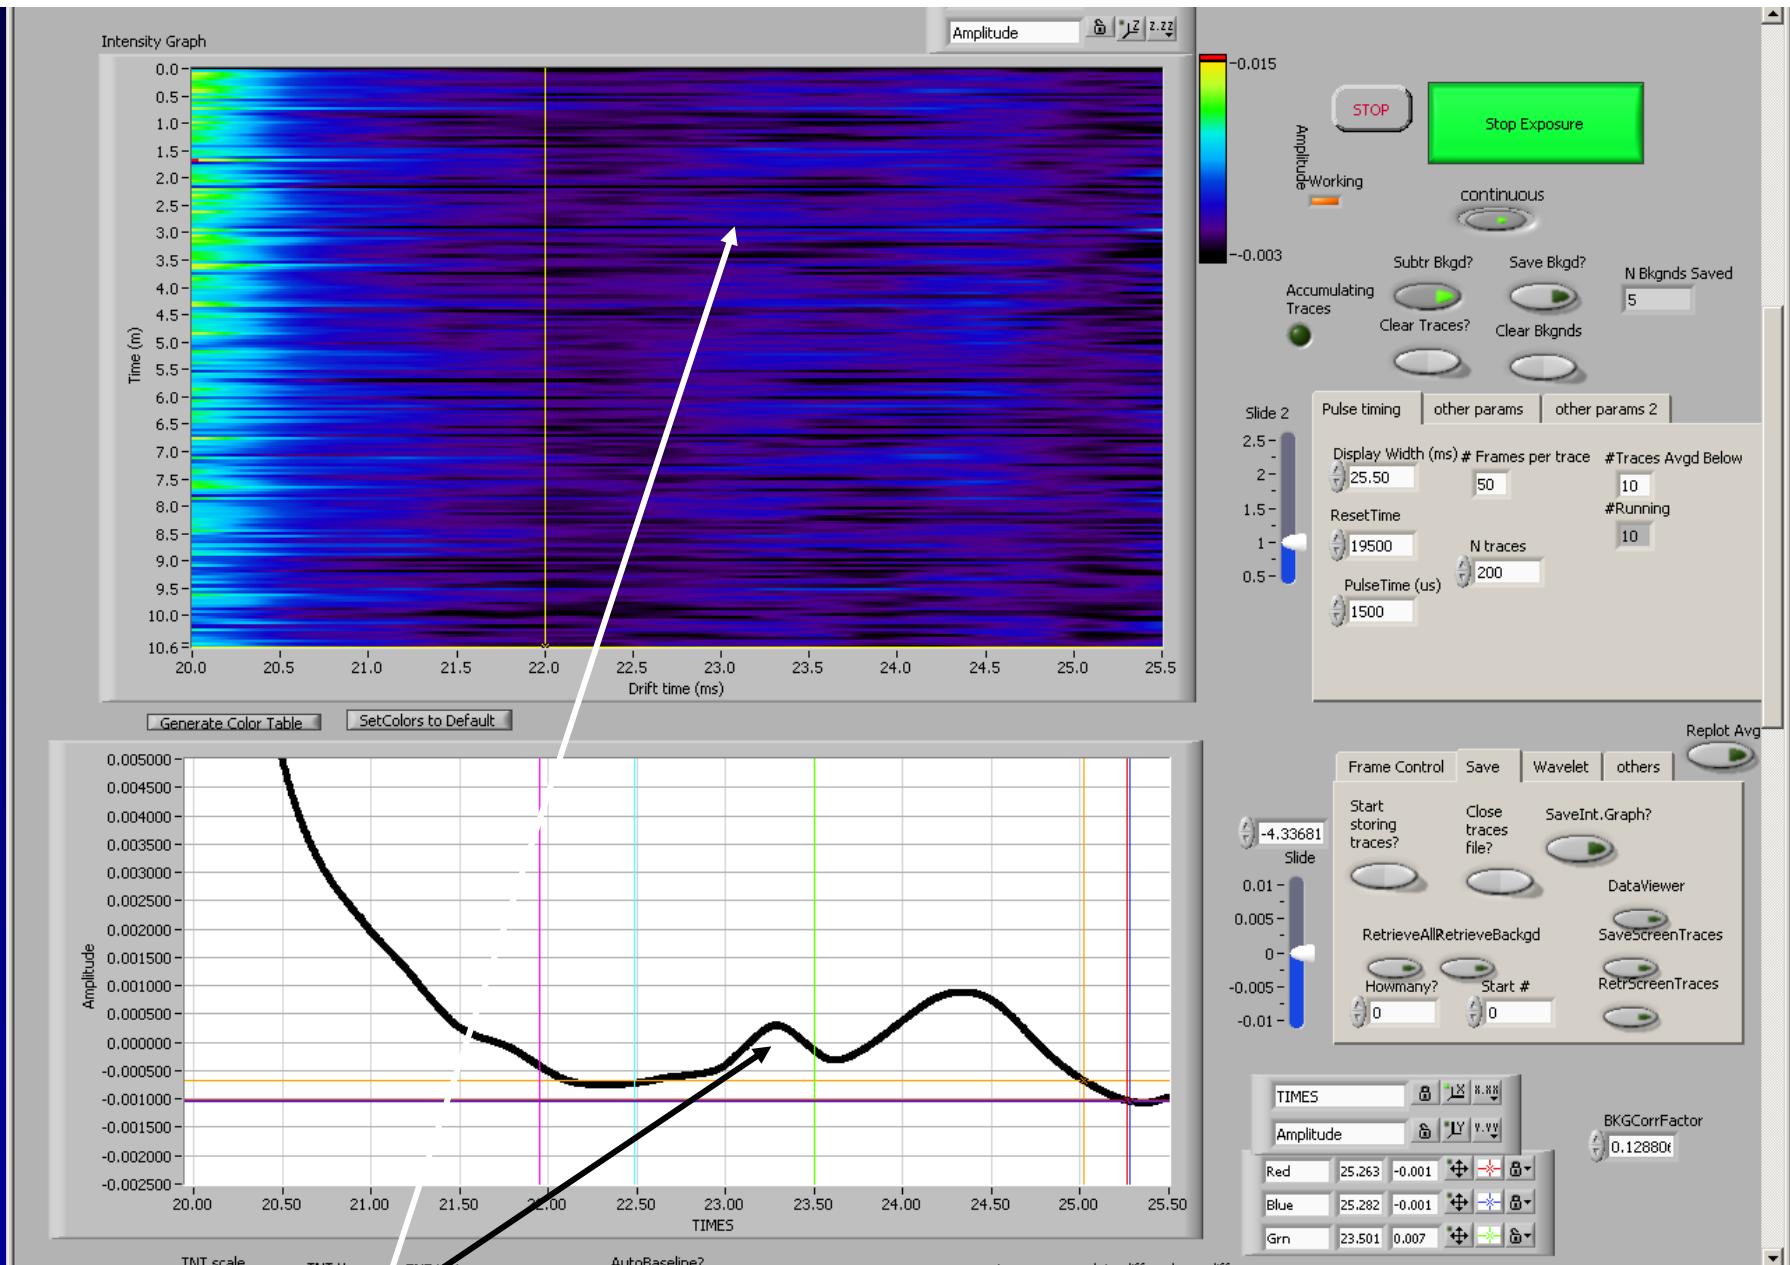 Amplitude
Intensity Graph
0.0
0.5
1.0
1.5
2.0
2.5
3.0
3.5
4.0
4.5
5.0
5.5
6.0
6.5
7.0
7.5
8.0
8.5
9.0
9.5
10.0
10.6
Time (m)
20.0 20.5 21.0 21.5 22.0 22.5 23.0 23.5 24.0 24.5 25.0 25.5
Drift time (ms)
0.015
-0.003
Amplitude
STOP
Stop Exposure
Working
continuous
Subtr Bkgd?
Save Bkgd?
N Bkgnds Saved
5
Accumulating
Traces
Clear Traces?
Clear Bkgnds
Slide 2
2.5
2
1.5
1
0.5
Pulse timing
other params
other params 2
Display Width (ms)
25.50
# Frames per trace
50
#Traces Avgd Below
10
#Running
10
ResetTime
19500
N traces
200
PulseTime (us)
1500
Generate Color Table
SetColors to Default
Replot Avg
0.005000
0.004500
0.004000
0.003500
0.003000
0.002500
0.002000
0.001500
0.001000
0.000500
0.000000
-0.000500
-0.001000
-0.001500
-0.002000
-0.002500
Amplitude
20.00 20.50 21.00 21.50 22.00 22.50 23.00 23.50 24.00 24.50 25.00 25.50
TIMES
-4.33681
Slide
0.01
0.005
0
-0.005
-0.01
Frame Control
Save
Wavelet
others
Start
storing
traces?
Close
traces
file?
SaveInt.Graph?
DataViewer
RetrieveAll
RetrieveBackgd
SaveScreenTraces
Howmany?
0
Start #
0
RetrScreenTraces
TIMES
X.XX
Amplitude
Y.YY
Red 25.263 -0.001
Blue 25.282 -0.001
Grn 23.501 0.007
BKGCorrFactor
TNT scale
AutoBaseline?